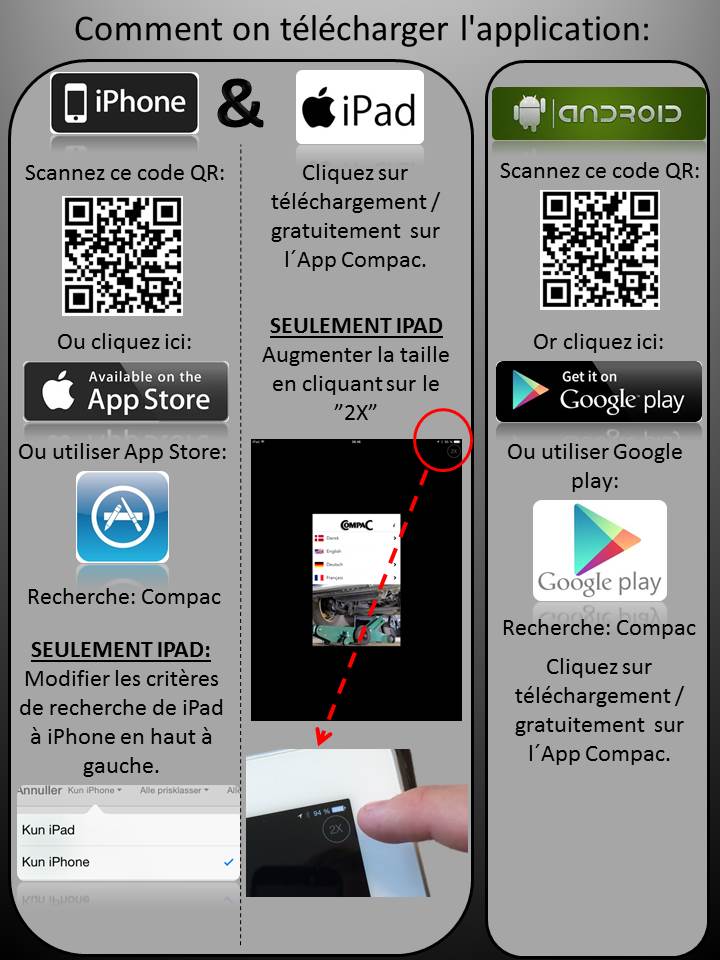 Comment on télécharger l'application:
iPhone
&
iPad
Scannez ce code QR:
Ou cliquez ici:
Available on the
App Store
Ou utiliser App Store:
Recherche: Compac
SEULEMENT IPAD:
Modifier les critères
de recherche de iPad
à iPhone en haut à
gauche.
Annuller Kun iPhone Alle prisklasser
Kun iPad
Kun iPhone
Cliquez sur
téléchargement /
gratuitement sur
l´App Compac.
SEULEMENT IPAD
Augmenter la taille
en cliquant sur le
”2X”
iPad
2X
COMPAC
Dansk
English
Deutsch
Français
94 %
2X
ANDROID
Scannez ce code QR:
Or cliquez ici:
Get it on
Google play
Ou utiliser Google
play:
Google play
Recherche: Compac
Cliquez sur
téléchargement /
gratuitement sur
l´App Compac.